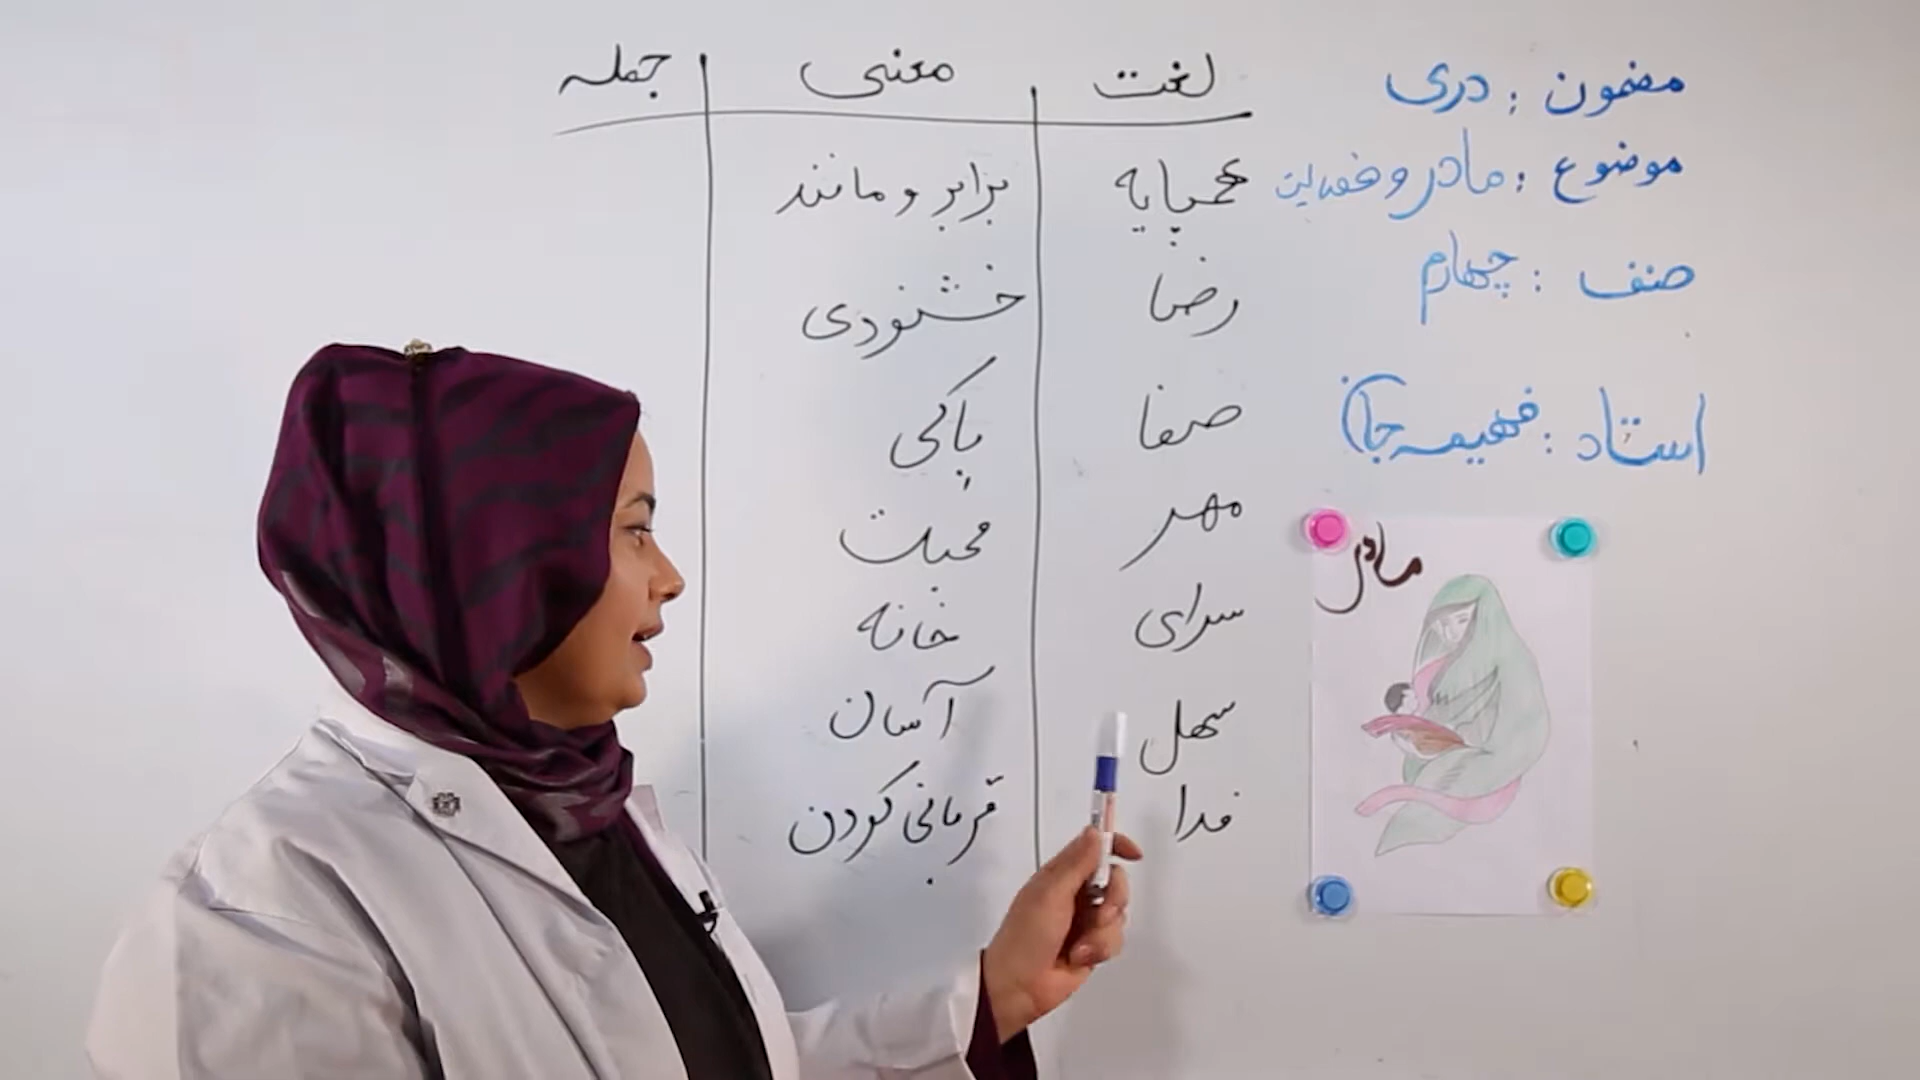 مضمون : دری
موضوع : مادر و فضیلت
صنف : چهارم
استاد : فهیمه جان
مادر
لغت معنی جمله
همپایه برابر و مانند
رضا خشنودی
صفا پاکی
مهر محبت
سرای خانه
سهل آسان
فدا قربانی کردن